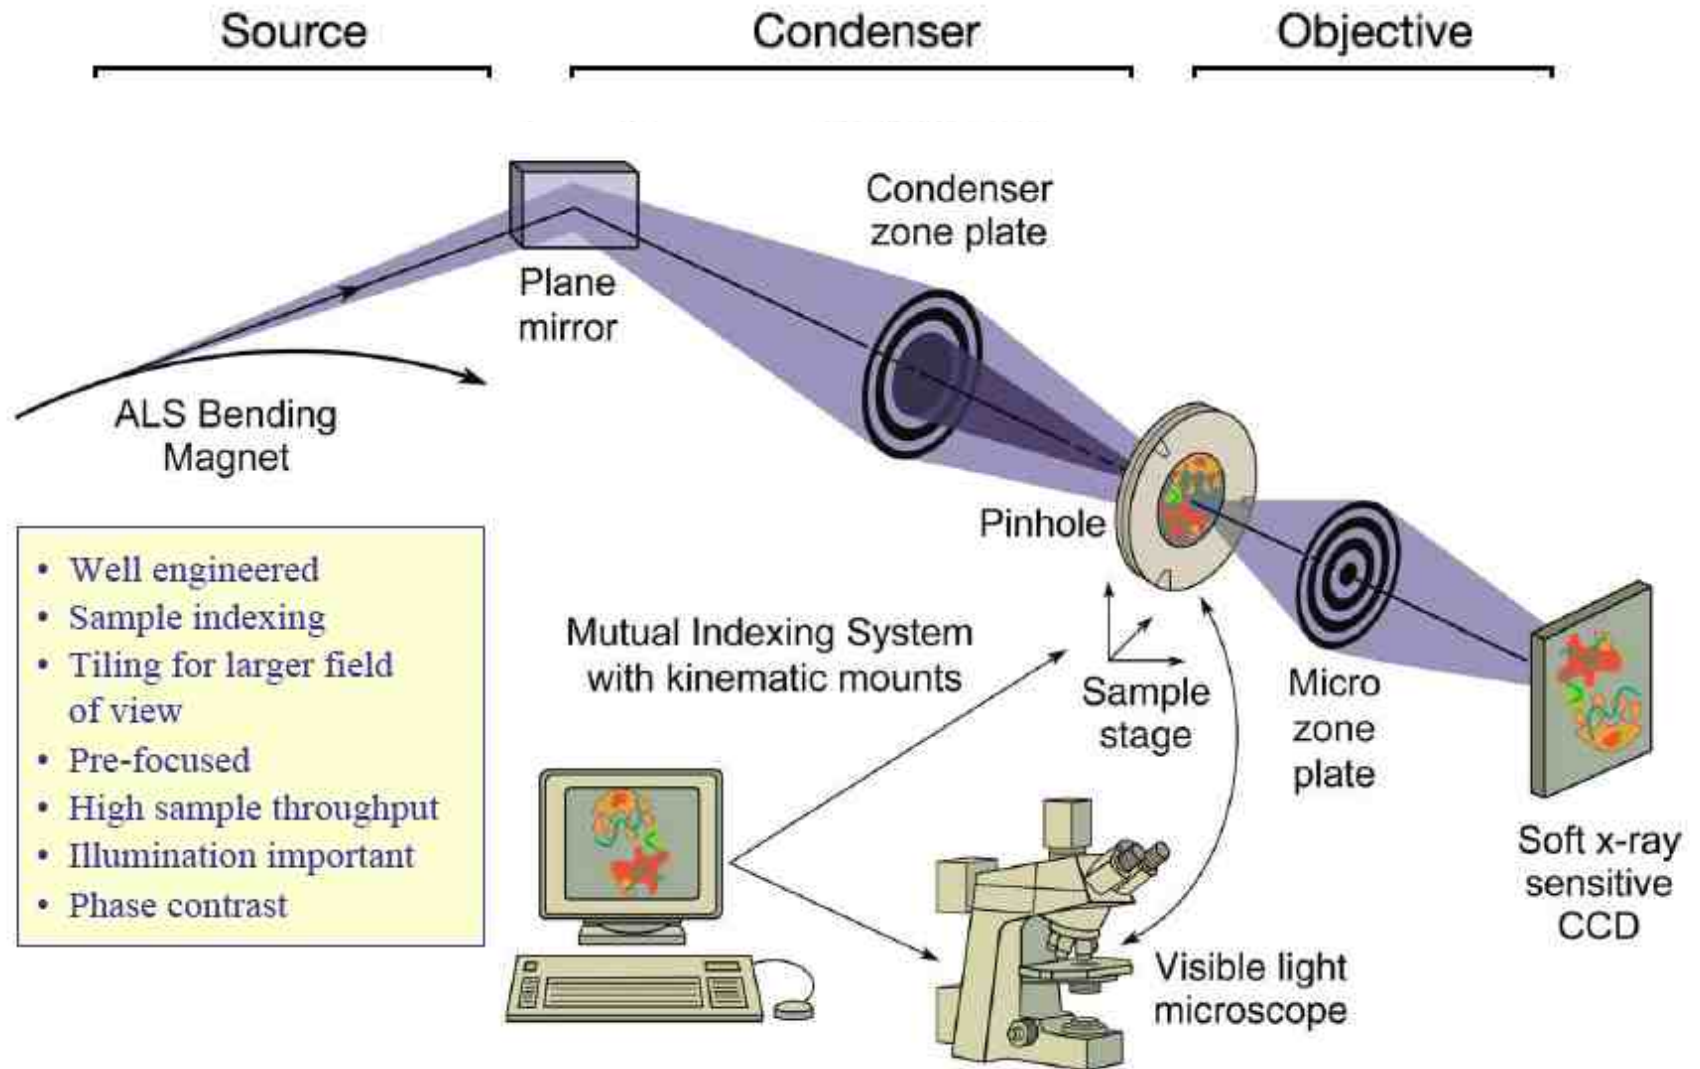 Source
Condenser
Objective
Condenser
zone plate
Plane
mirror
ALS Bending
Magnet
Pinhole
• Well engineered
• Sample indexing
• Tiling for larger field
of view
• Pre-focused
• High sample throughput
• Illumination important
• Phase contrast
Mutual Indexing System
with kinematic mounts
Sample
stage
Micro
zone
plate
Soft x-ray
sensitive
CCD
Visible light
microscope